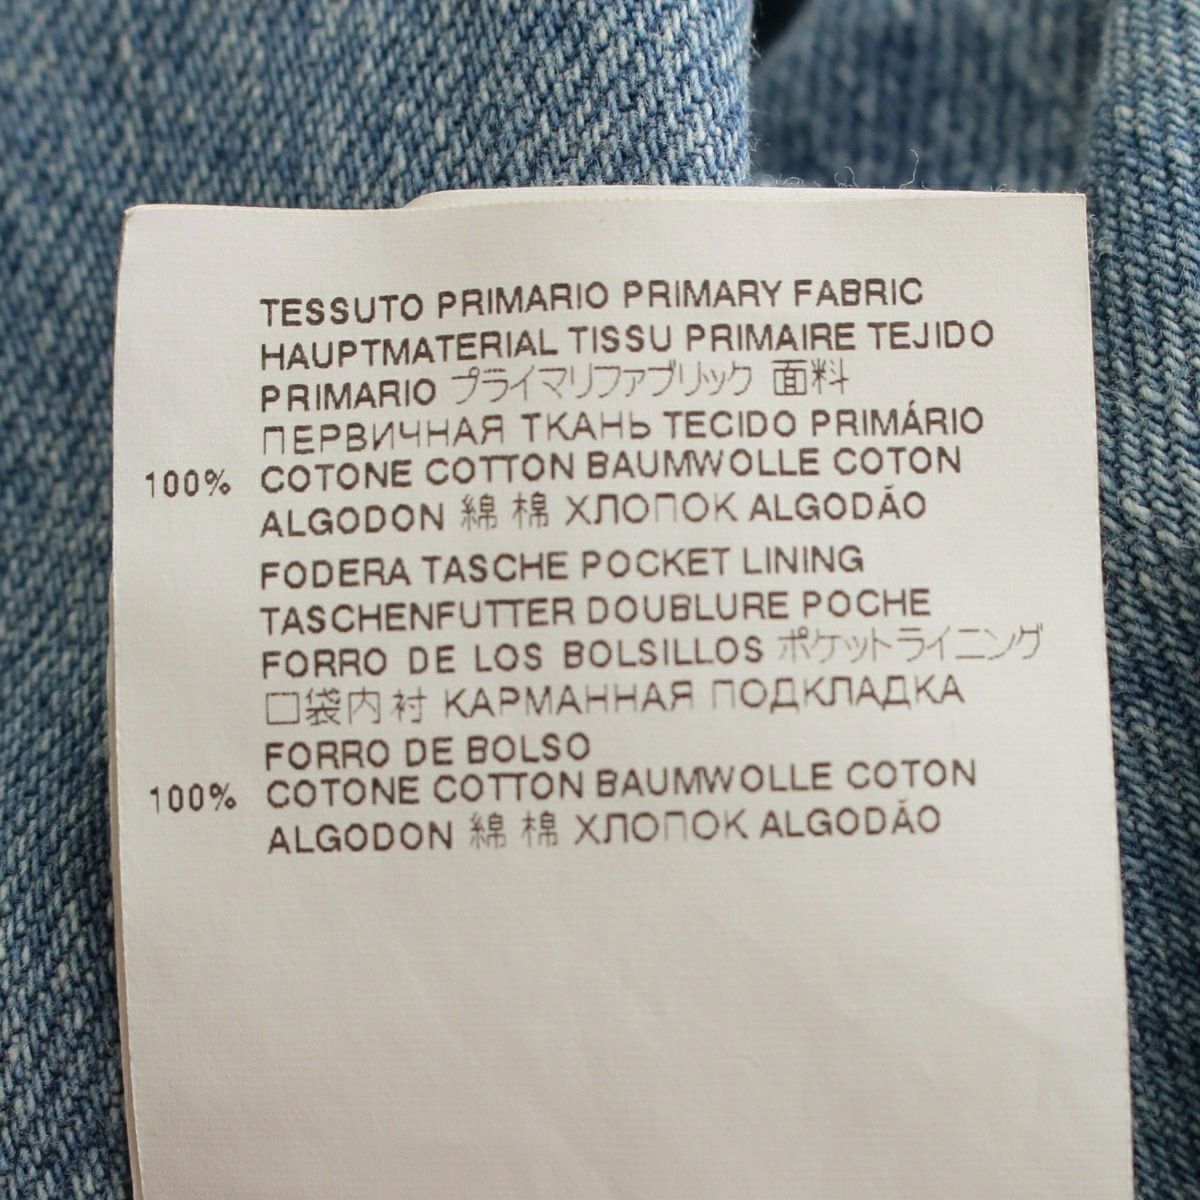 TESSUTO PRIMARIO PRIMARY FABRIC
HAUPTMATERIAL TISSU PRIMAIRE TEJIDO
PRIMARIO プライマリファブリック 面料
ПЕРВИЧНАЯ ТКАНЬ TECIDO PRIMÁRIO
100% COTONE COTTON BAUMWOLLE COTON
ALGODON 綿 棉 ХЛОПОК ALGODÃO
FODERA TASCHE POCKET LINING
TASCHENFUTTER DOUBLURE POCHE
FORRO DE LOS BOLSILLOS ポケットライニング
口袋内衬 КАРМАННАЯ ПОДКЛАДКА
FORRO DE BOLSO
100% COTONE COTTON BAUMWOLLE COTON
ALGODON 綿 棉 ХЛОПОК ALGODÃO